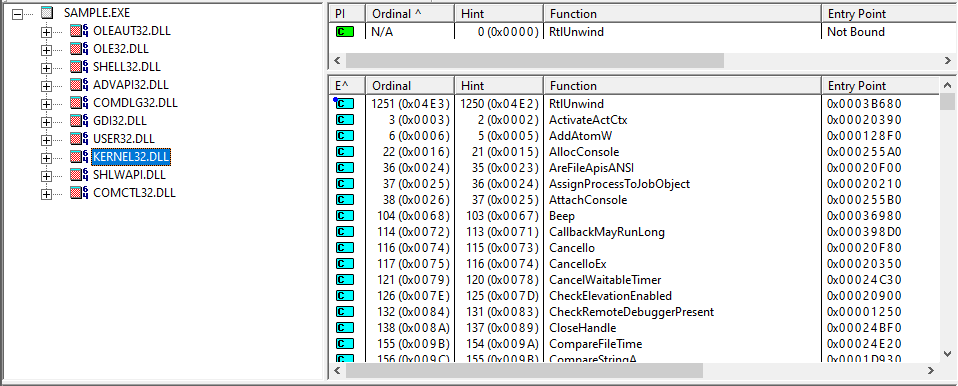 SAMPLE.EXE
OLEAUT32.DLL
OLE32.DLL
SHELL32.DLL
ADVAPI32.DLL
COMDLG32.DLL
GDI32.DLL
USER32.DLL
KERNEL32.DLL
SHLWAPI.DLL
COMCTL32.DLL
PI Ordinal ^ Hint Function Entry Point
C N/A 0 (0x0000) RtlUnwind Not Bound
E^ Ordinal Hint Function Entry Point
C 1251 (0x04E3) 1250 (0x04E2) RtlUnwind 0x0003B680
C 3 (0x0003) 2 (0x0002) ActivateActCtx 0x00020390
C 6 (0x0006) 5 (0x0005) AddAtomW 0x000128F0
C 22 (0x0016) 21 (0x0015) AllocConsole 0x000255A0
C 36 (0x0024) 35 (0x0023) AreFileApisANSI 0x00020F00
C 37 (0x0025) 36 (0x0024) AssignProcessToJobObject 0x00020210
C 38 (0x0026) 37 (0x0025) AttachConsole 0x000255B0
C 104 (0x0068) 103 (0x0067) Beep 0x00036980
C 114 (0x0072) 113 (0x0071) CallbackMayRunLong 0x000398D0
C 116 (0x0074) 115 (0x0073) CancelIo 0x00020F80
C 117 (0x0075) 116 (0x0074) CancelIoEx 0x00020350
C 121 (0x0079) 120 (0x0078) CancelWaitableTimer 0x00024C30
C 126 (0x007E) 125 (0x007D) CheckElevationEnabled 0x00020900
C 132 (0x0084) 131 (0x0083) CheckRemoteDebuggerPresent 0x00001250
C 138 (0x008A) 137 (0x0089) CloseHandle 0x00024BF0
C 155 (0x009B) 154 (0x009A) CompareFileTime 0x00024E20
C 156 (0x009C) 155 (0x009B) CompareStringA 0x0001D930